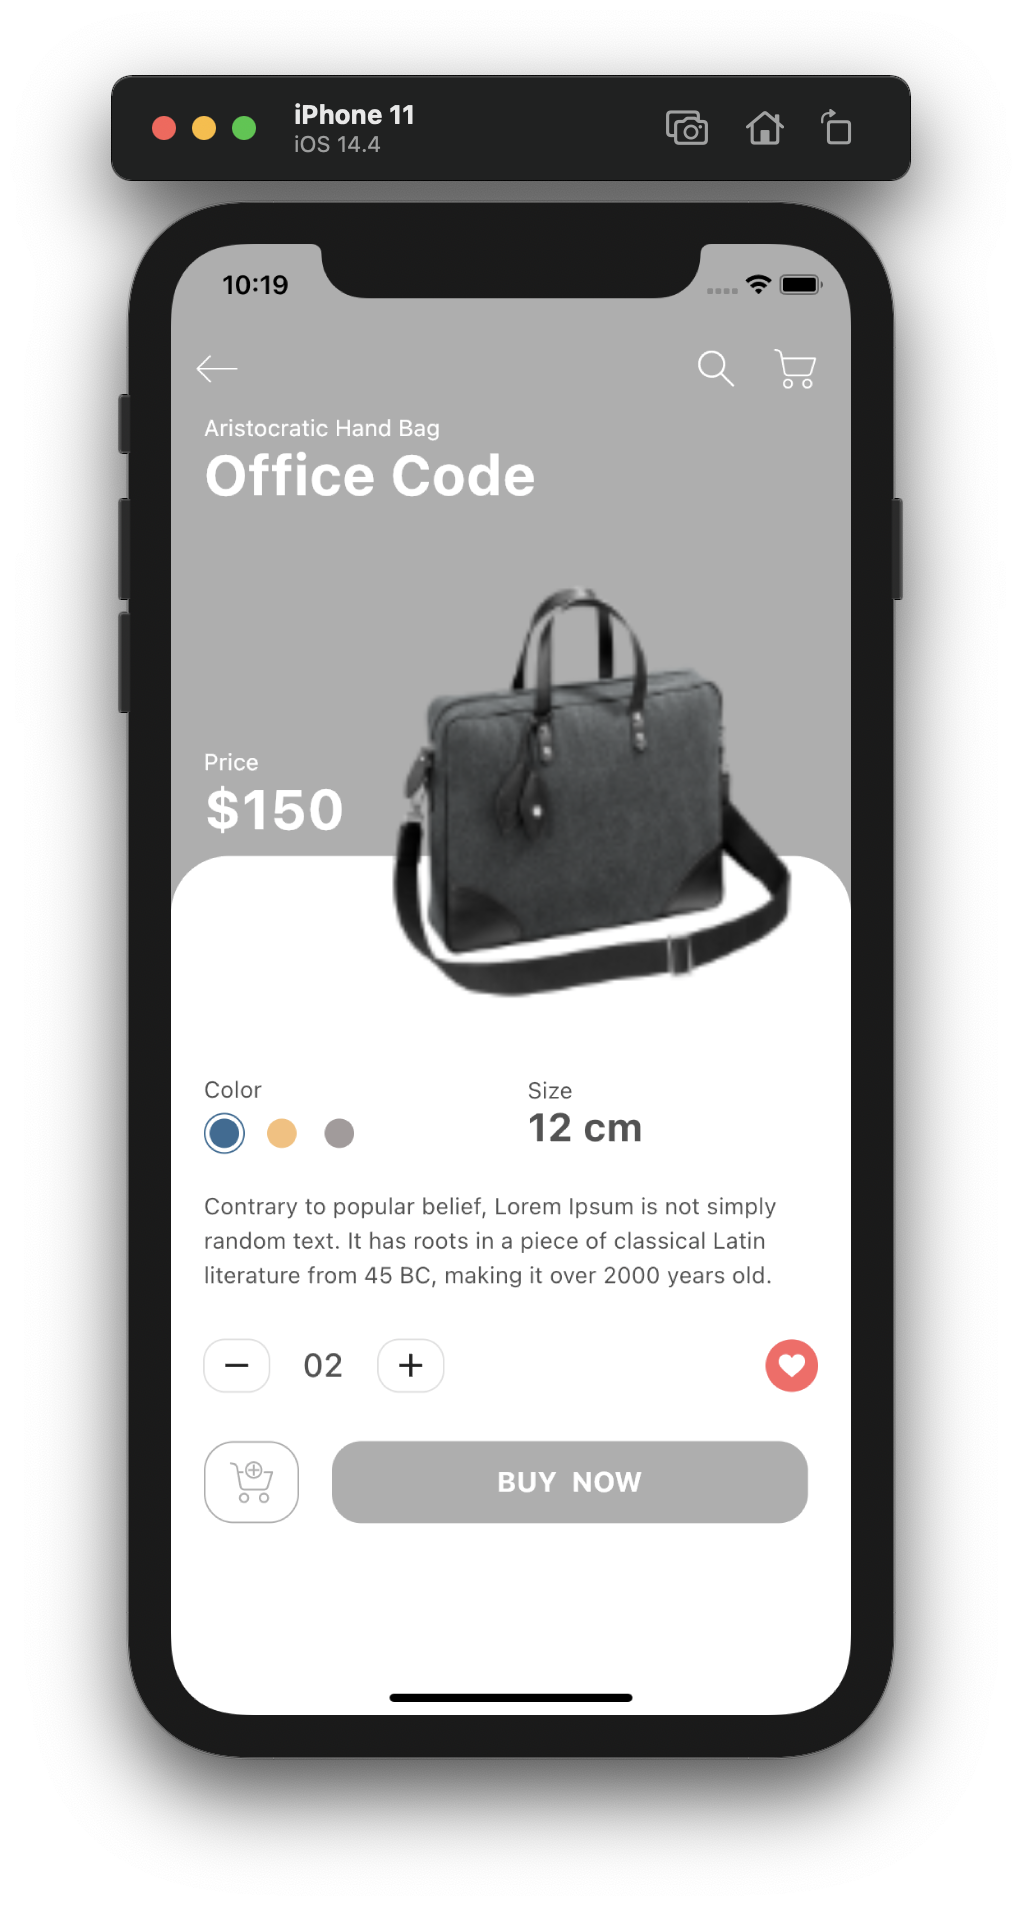 iPhone 11
iOS 14.4
10:19
Aristocratic Hand Bag
Office Code
Price
$150
Color
Size
12 cm
Contrary to popular belief, Lorem Ipsum is not simply
random text. It has roots in a piece of classical Latin
literature from 45 BC, making it over 2000 years old.
02
BUY NOW